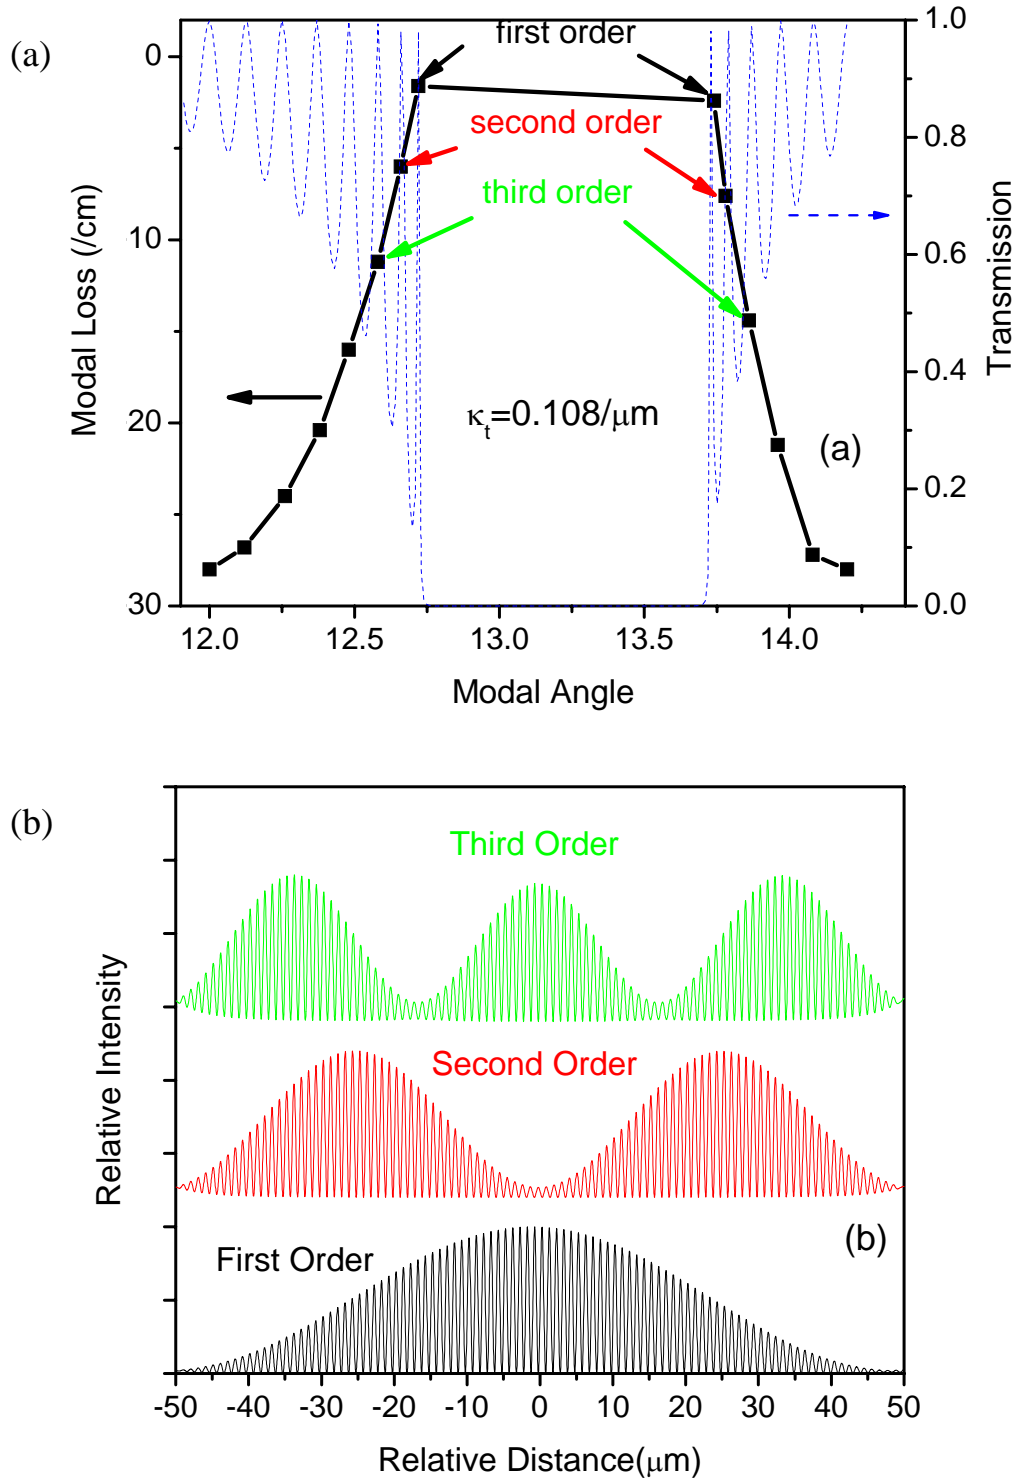 (a)
first order
second order
third order
κt=0.108/μm
(a)
0
10
20
30
Modal Loss (/cm)
1.0
0.8
0.6
0.4
0.2
0.0
Transmission
12.0 12.5 13.0 13.5 14.0
Modal Angle
(b)
Third Order
Second Order
First Order
(b)
Relative Intensity
-50 -40 -30 -20 -10 0 10 20 30 40 50
Relative Distance(μm)